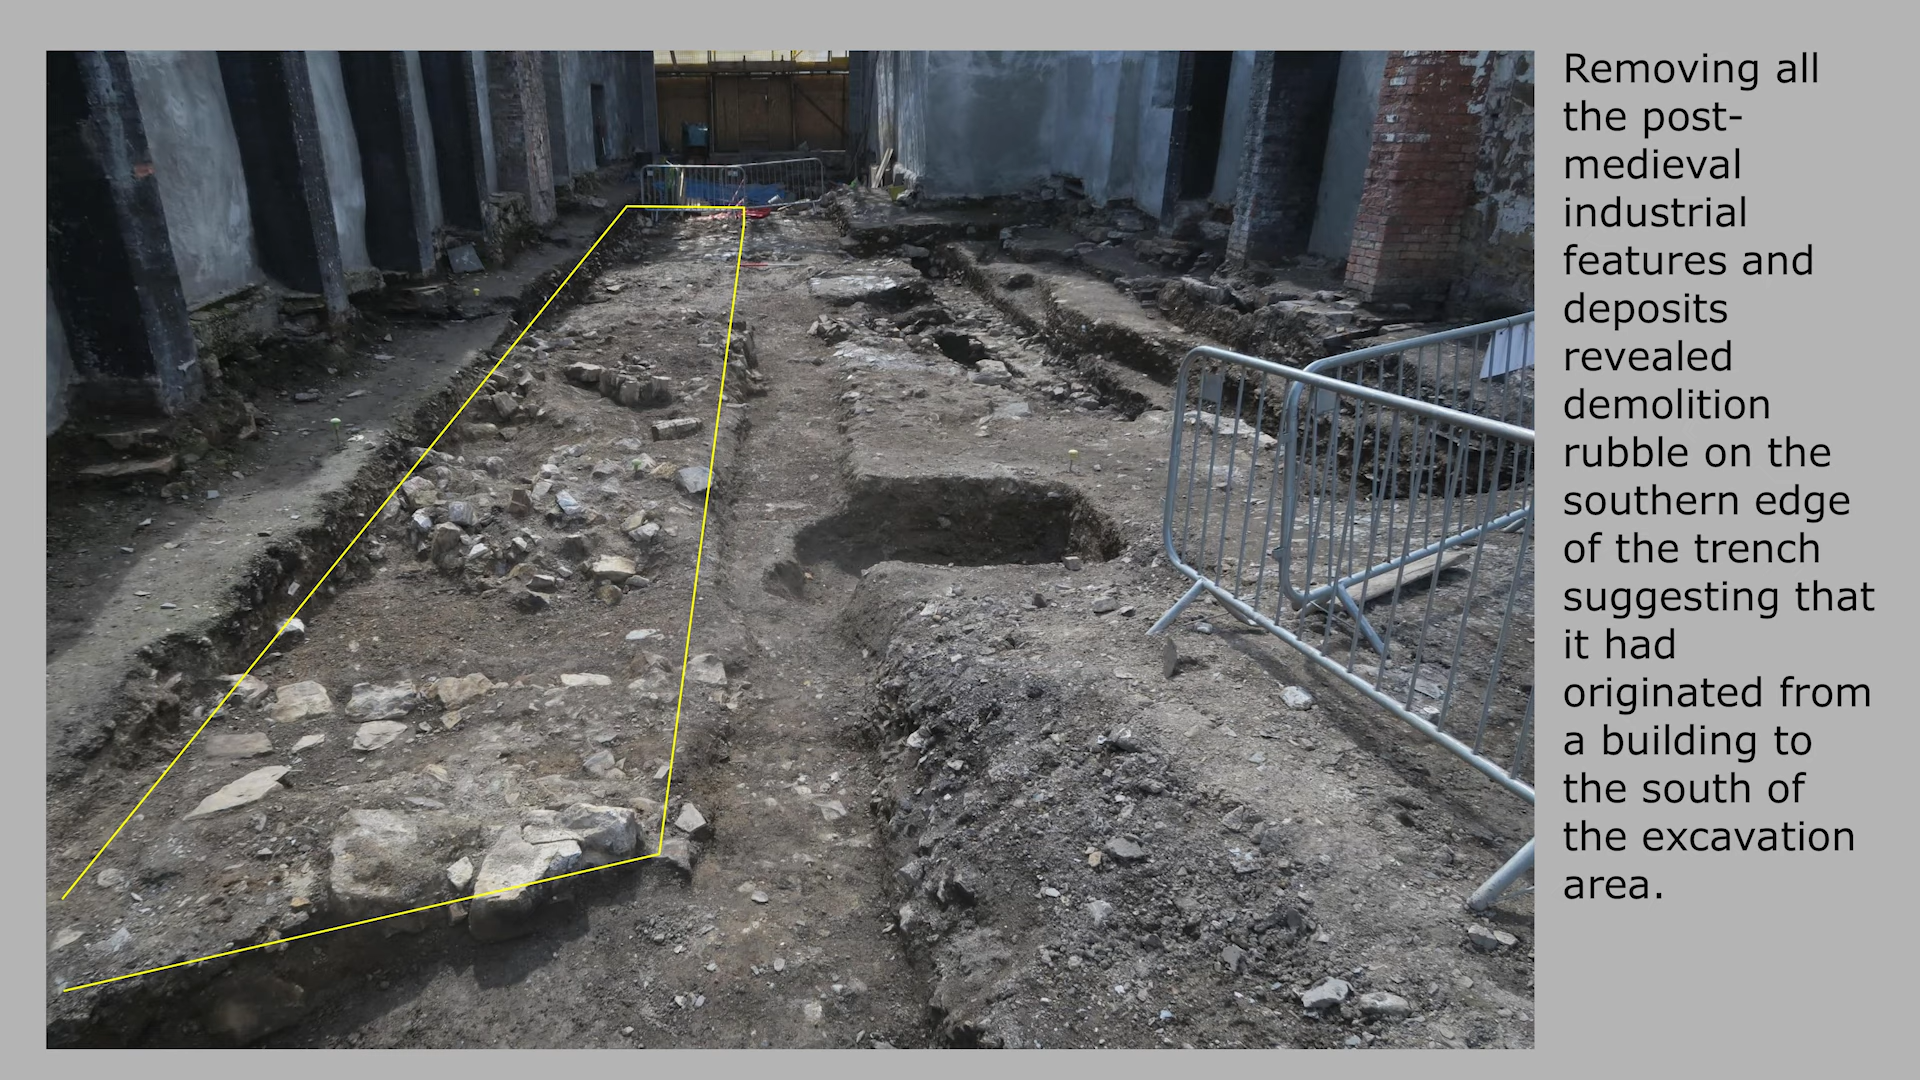 Removing all
the post-
medieval
industrial
features and
deposits
revealed
demolition
rubble on the
southern edge
of the trench
suggesting that
it had
originated from
a building to
the south of
the excavation
area.